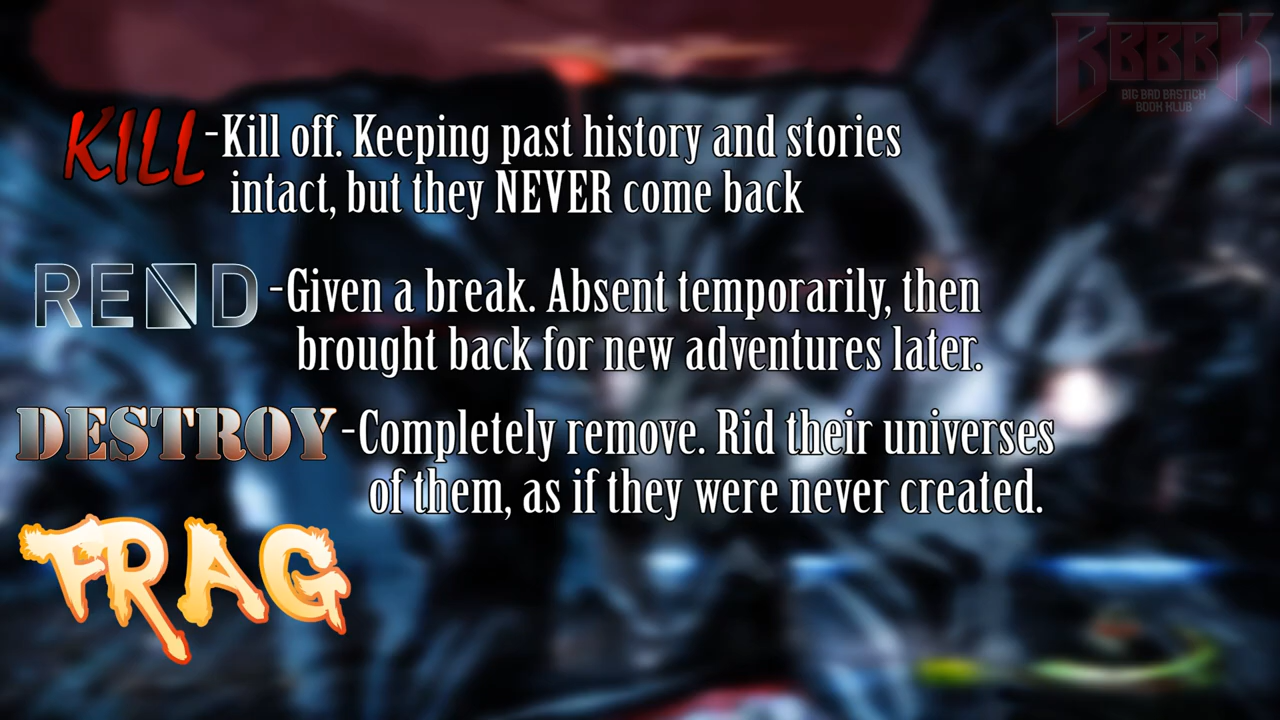 BBBBK
BIG BAD BASTICH
BOOK KLUB
KILL -Kill off. Keeping past history and stories
intact, but they NEVER come back
REND -Given a break. Absent temporarily, then
brought back for new adventures later.
DESTROY -Completely remove. Rid their universes
of them, as if they were never created.
FRAG